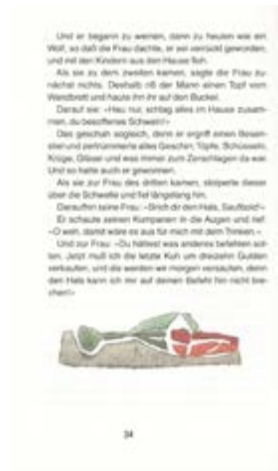 Und er begann zu weinen, dann zu heulen wie ein
Wolf, so daß die Frau dachte, er sei verrückt geworden,
und mit den Kindern aus dem Hause floh.
Als sie zu dem zweiten kamen, sagte die Frau zu-
nächst nichts. Deshalb riß der Mann einen Topf vom
Wandbrett und haute ihn ihr auf den Buckel.
Darauf sie: »Hau nur, schlag alles im Hause zusam-
men, du besoffenes Schwein!«
Das geschah sogleich, denn er ergriff einen Besen-
stiel und zertrümmerte alles Geschirr, Töpfe, Schüsseln,
Krüge, Gläser und was immer zum Zerschlagen da war.
Und so hatte auch er gewonnen.
Als sie zur Frau des dritten kamen, stolperte dieser
über die Schwelle und fiel längelang hin.
Daraufhin seine Frau: »Brich dir den Hals, Saufbold!«
Er schaute seinen Kumpanen in die Augen und rief:
»O weh, damit wäre es aus für mich mit dem Trinken.«
Und zur Frau: »Du hättest was anderes befehlen sol-
len. Jetzt muß ich die letzte Kuh um dreizehn Gulden
verkaufen, und die werden wir morgen versaufen, denn
den Hals kann ich mir auf deinen Befehl hin nicht bre-
chen!«
34